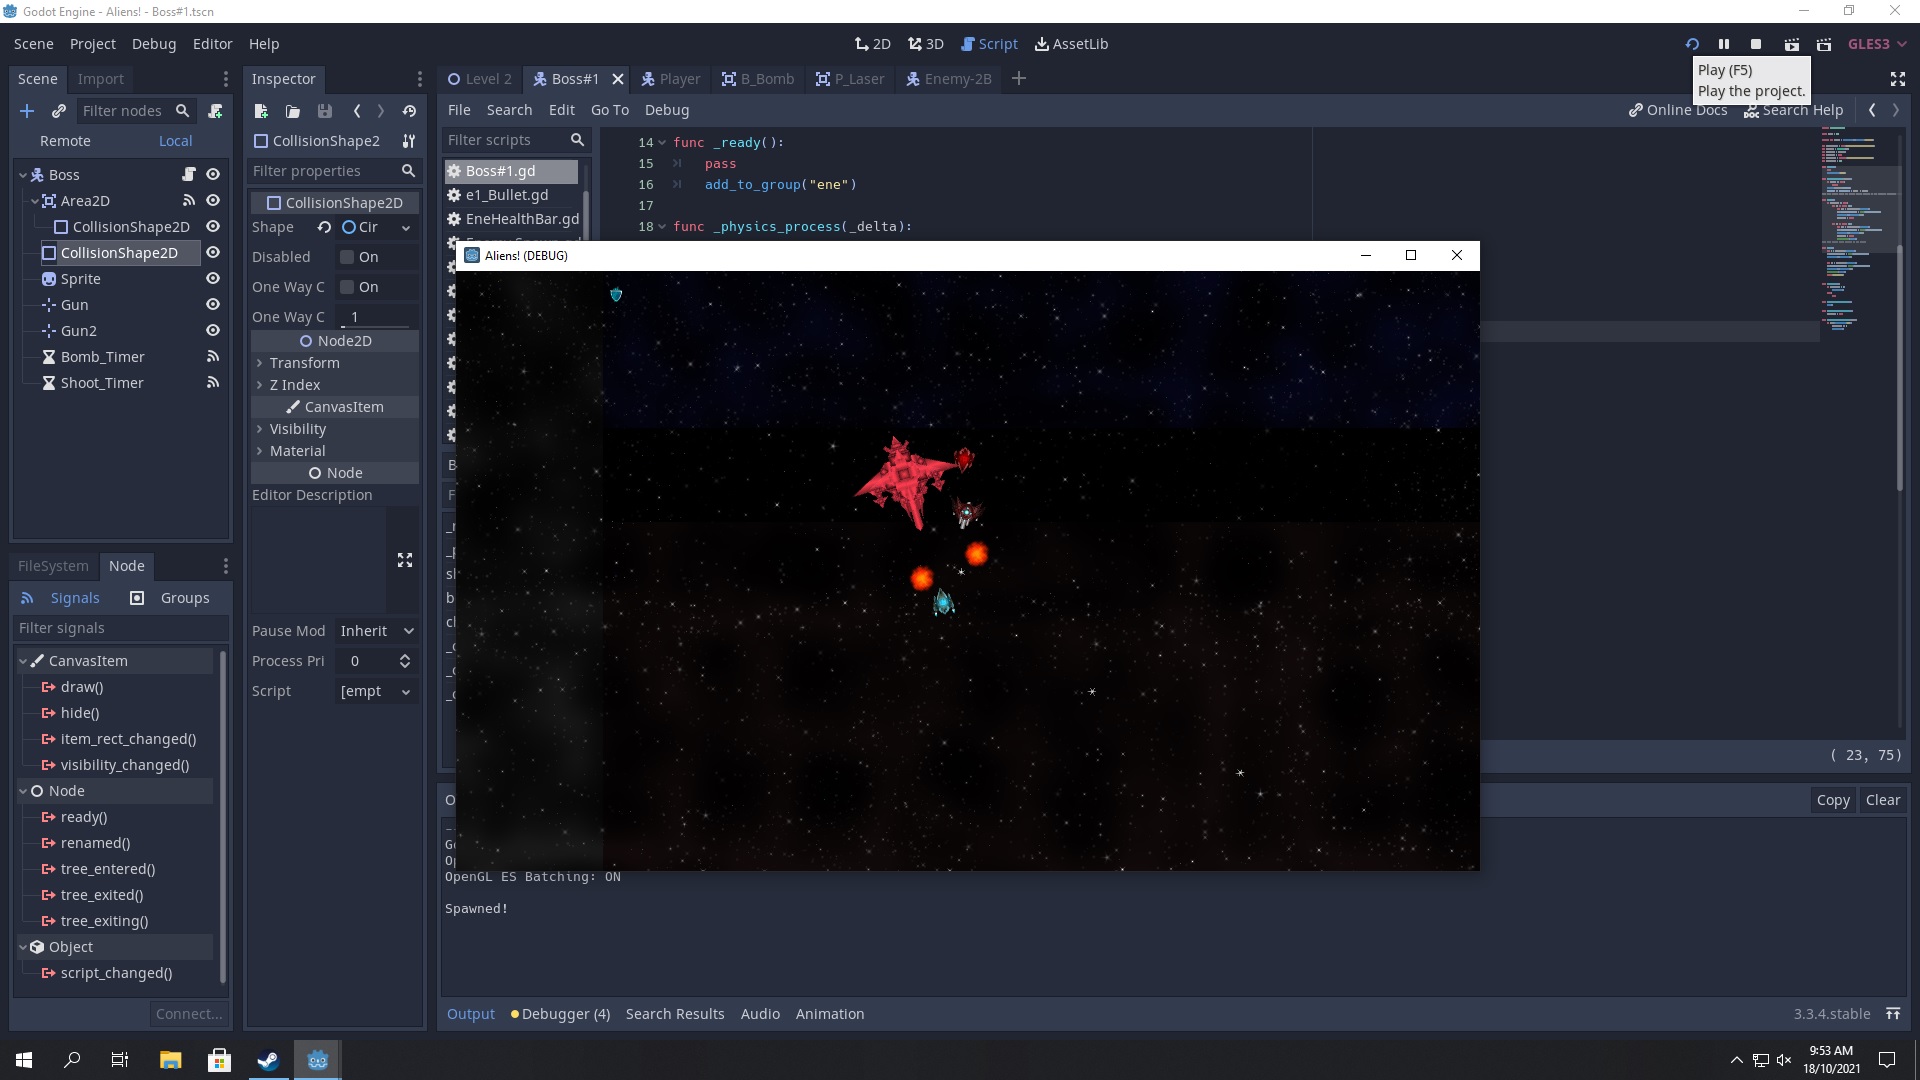 Godot Engine - Aliens! - Boss#1.tscn
Scene Project Debug Editor Help
2D 3D Script AssetLib
GLES3
Play (F5)
Play the project.
Scene Import
Filter nodes
Remote Local
Boss
Area2D
CollisionShape2D
CollisionShape2D
Sprite
Gun
Gun2
Bomb_Timer
Shoot_Timer
FileSystem Node
Signals Groups
Filter signals
CanvasItem
draw()
hide()
item_rect_changed()
visibility_changed()
Node
ready()
renamed()
tree_entered()
tree_exited()
tree_exiting()
Object
script_changed()
Connect...
Inspector
CollisionShape2
Filter properties
CollisionShape2D
Shape Cir
Disabled On
One Way C On
One Way C 1
Node2D
Transform
Z Index
CanvasItem
Visibility
Material
Node
Editor Description
Pause Mod Inherit
Process Pri 0
Script [empt
Level 2 Boss#1 Player B_Bomb P_Laser Enemy-2B
File Search Edit Go To Debug
Online Docs Search Help
Filter scripts
Boss#1.gd
e1_Bullet.gd
EneHealthBar.gd
14 func _ready():
15 pass
16 add_to_group("ene")
17
18 func _physics_process(_delta):
Aliens! (DEBUG)
( 23, 75)
Copy Clear
OpenGL ES Batching: ON
Spawned!
Output Debugger (4) Search Results Audio Animation
3.3.4.stable
9:53 AM
18/10/2021